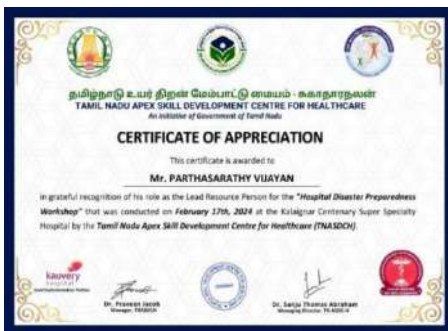 தமிழ்நாடு உயர் திறன் மேம்பாட்டு மையம் - சுகாதாரநலன்
TAMIL NADU APEX SKILL DEVELOPMENT CENTRE FOR HEALTHCARE
An Initiative of Government of Tamil Nadu
CERTIFICATE OF APPRECIATION
This certificate is awarded to
Mr. PARTHASARATHY VIJAYAN
in grateful recognition of his role as the Lead Resource Person for the "Hospital Disaster Preparedness
Workshop" that was conducted on February 17th, 2024 at the Kalaignar Centenary Super Specialty
Hospital by the Tamil Nadu Apex Skill Development Centre for Healthcare (TNASDCH).
kauvery
hospital
Dr. Praveen Jacob
Manager, TNASDCH
Dr. Sanju Thomas Abraham
Managing Director,